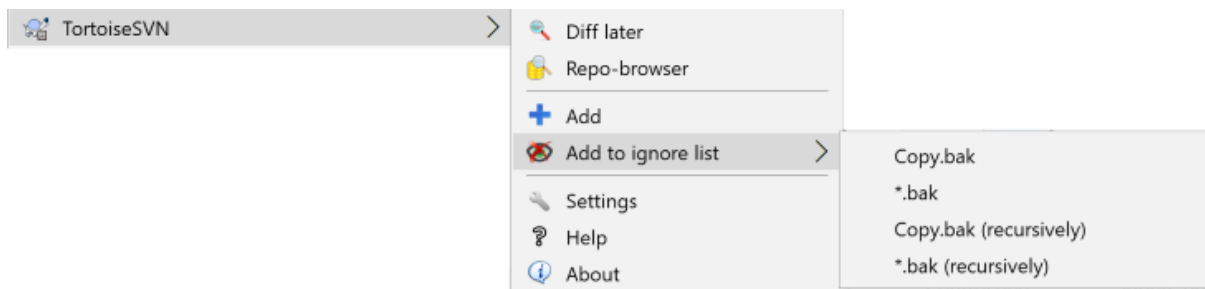 TortoiseSVN
Diff later
Repo-browser
Add
Add to ignore list
Settings
Help
About
Copy.bak
*.bak
Copy.bak (recursively)
*.bak (recursively)